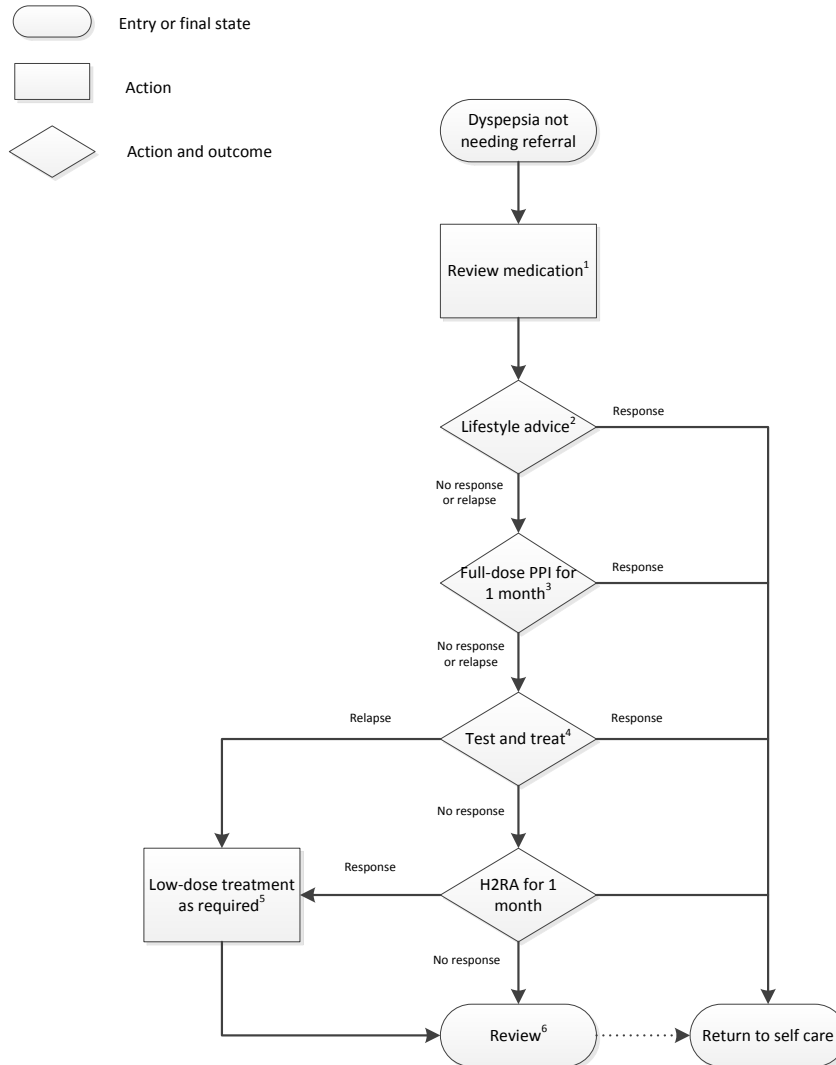 Entry or final state
Action
Action and outcome
Dyspepsia not
needing referral
Review medication¹
Lifestyle advice²
Response
No response
or relapse
Full-dose PPI for
1 month³
Response
No response
or relapse
Relapse
Test and treat⁴
Response
No response
Low-dose treatment
as required⁵
Response
H2RA for 1
month
No response
Review⁶
Return to self care